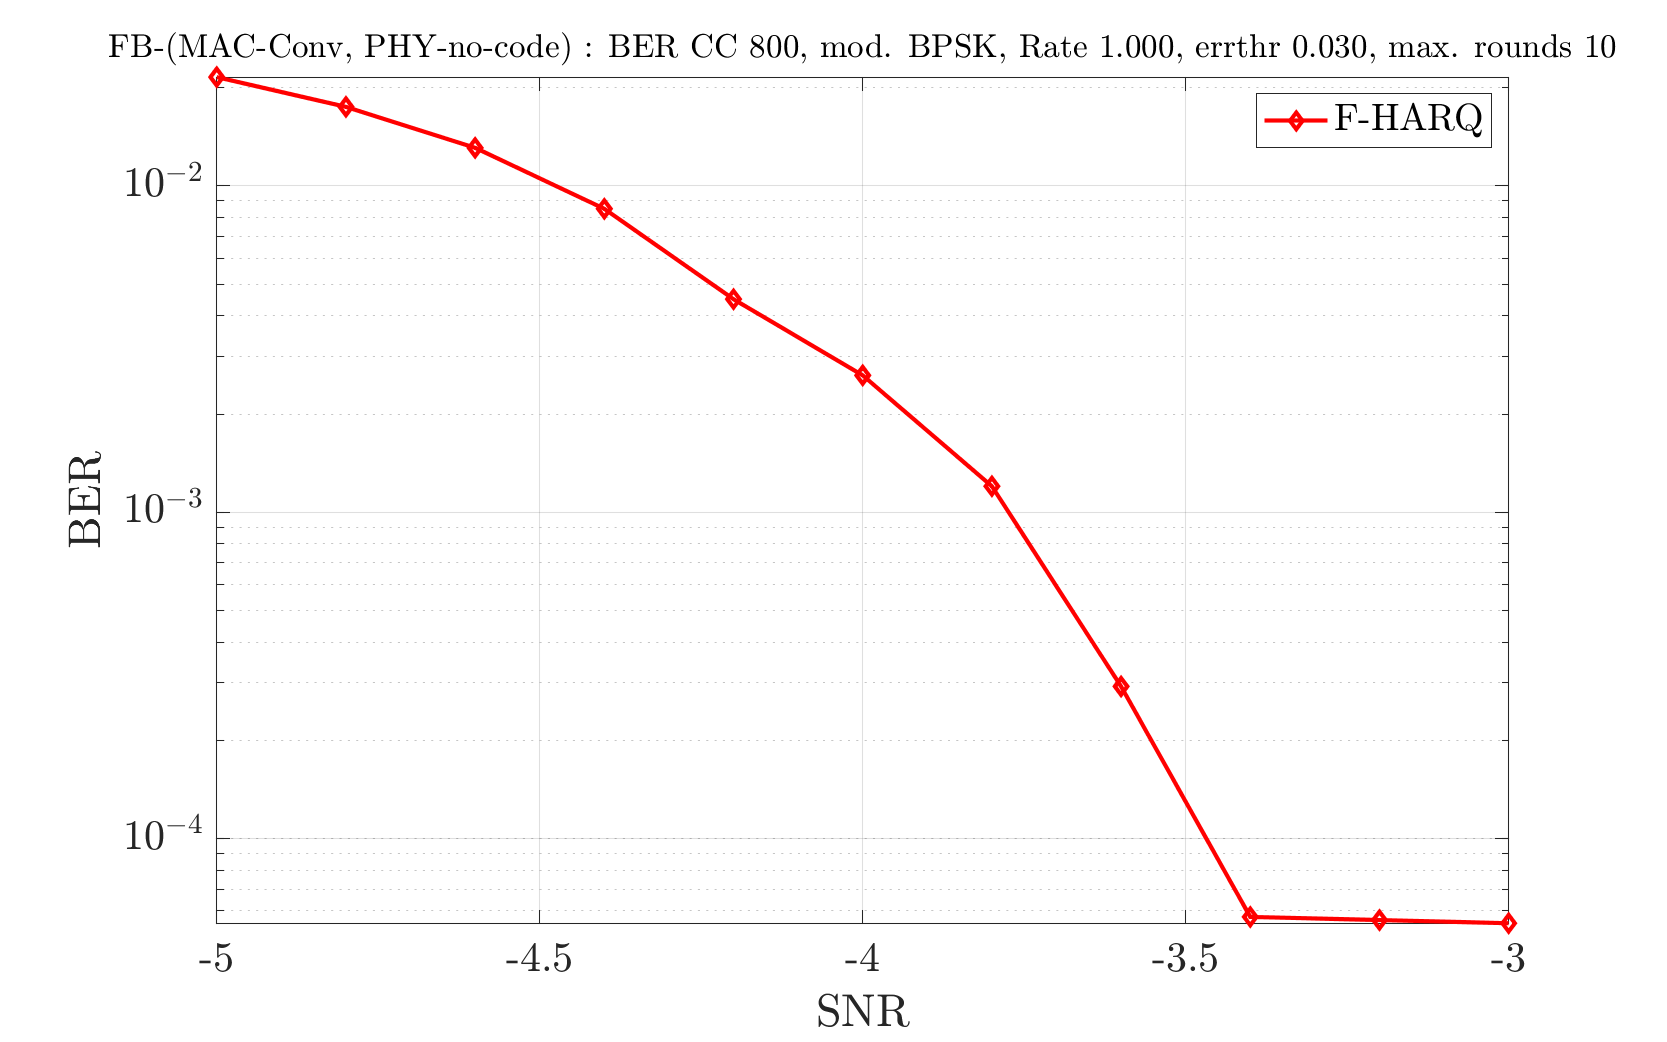 FB-(MAC-Conv, PHY-no-code) : BER CC 800, mod. BPSK, Rate 1.000, errthr 0.030, max. rounds 10
F-HARQ
10⁻²
10⁻³
10⁻⁴
BER
-5 -4.5 -4 -3.5 -3
SNR